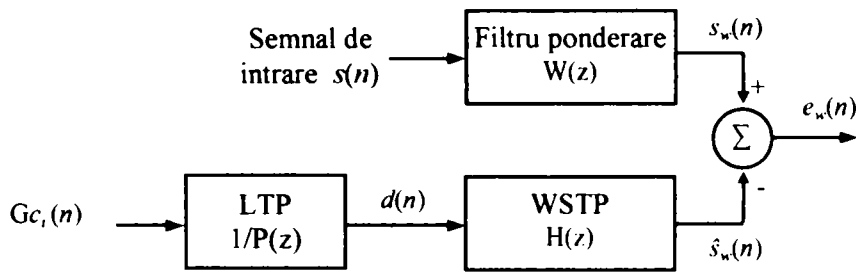 Semnal de
intrare s(n)
Filtru ponderare
W(z)
s_w(n)
+
Σ
e_w(n)
Gc_i(n)
LTP
1/P(z)
d(n)
WSTP
H(z)
-
ŝ_w(n)